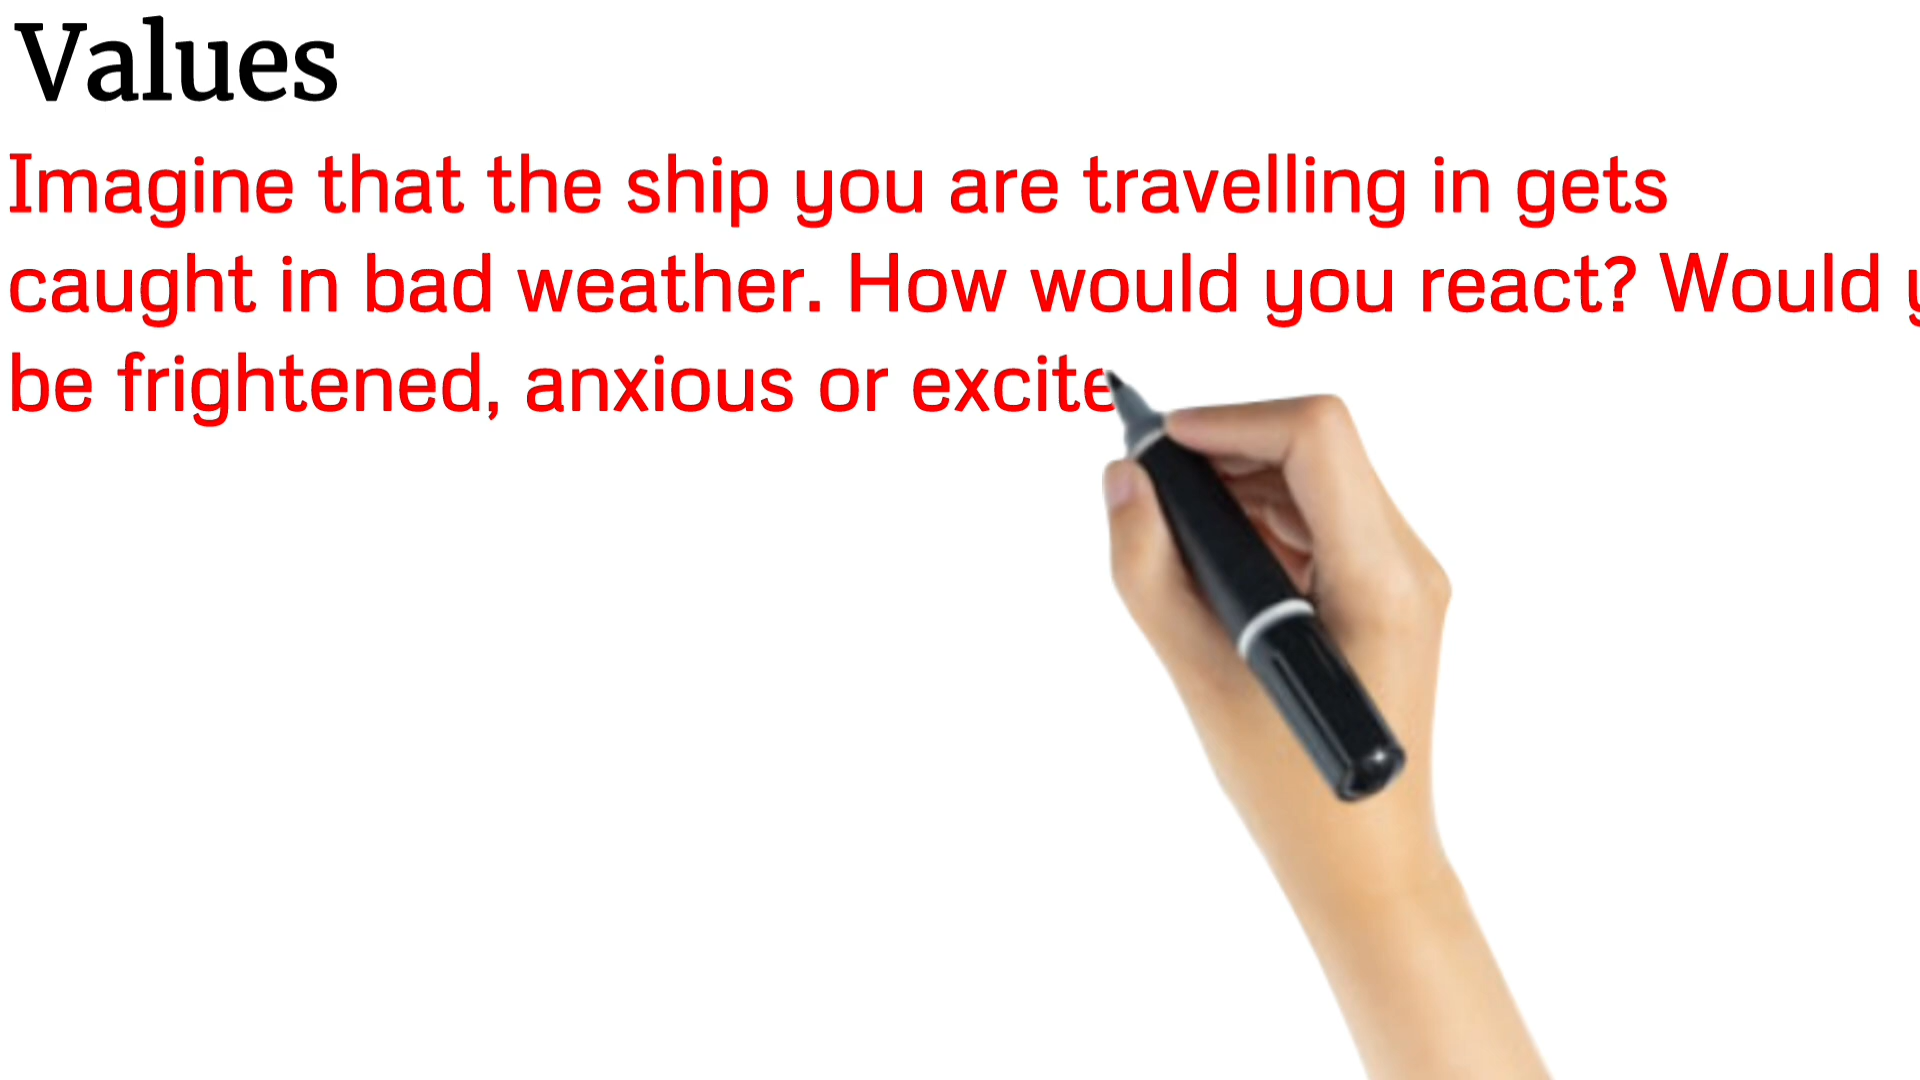 Values
Imagine that the ship you are travelling in gets
caught in bad weather. How would you react? Would
be frightened, anxious or excite